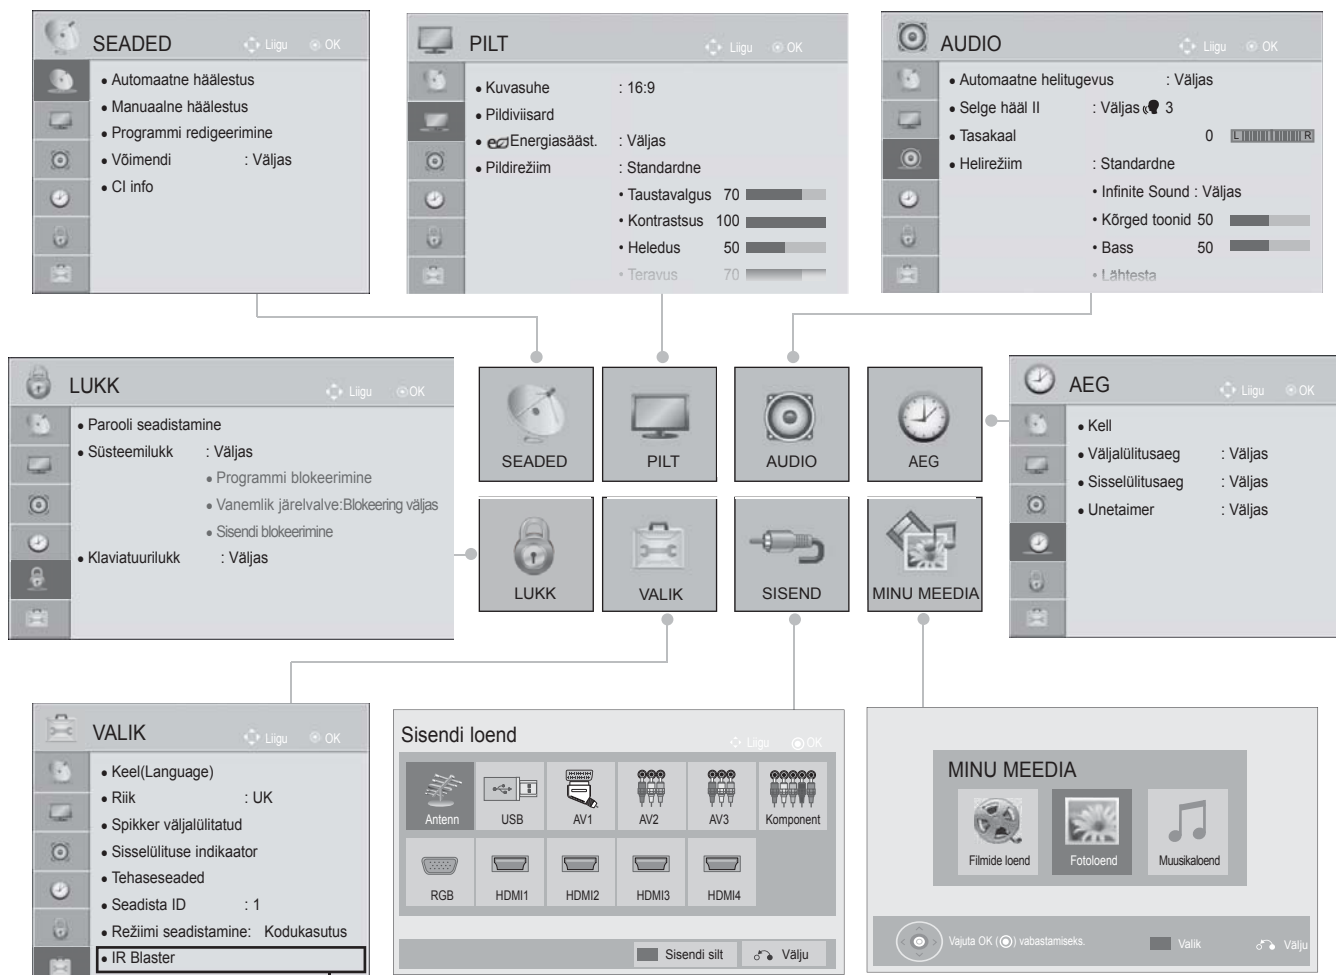 SEADED Liigu OK
• Automaatne häälestus
• Manuaalne häälestus
• Programmi redigeerimine
• Võimendi : Väljas
• CI info
PILT Liigu OK
• Kuvasuhe : 16:9
• Pildiviisard
• Energiasääst. : Väljas
• Pildirežiim : Standardne
• Taustavalgus 70
• Kontrastsus 100
• Heledus 50
• Teravus 70
AUDIO Liigu OK
• Automaatne helitugevus : Väljas
• Selge hääl II : Väljas 3
• Tasakaal 0 L R
• Helirežiim : Standardne
• Infinite Sound : Väljas
• Kõrged toonid 50
• Bass 50
• Lähtesta
LUKK Liigu OK
• Parooli seadistamine
• Süsteemilukk : Väljas
• Programmi blokeerimine
• Vanemlik järelvalve:Blokeering väljas
• Sisendi blokeerimine
• Klaviatuurilukk : Väljas
SEADED
PILT
AUDIO
AEG
LUKK
VALIK
SISEND
MINU MEEDIA
AEG Liigu OK
• Kell
• Väljalülitusaeg : Väljas
• Sisselülitusaeg : Väljas
• Unetaimer : Väljas
VALIK Liigu OK
• Keel(Language)
• Riik : UK
• Spikker väljalülitatud
• Sisselülituse indikaator
• Tehaseseaded
• Seadista ID : 1
• Režiimi seadistamine: Kodukasutus
• IR Blaster
Sisendi loend Liigu OK
Antenn USB AV1 AV2 AV3 Komponent
RGB HDMI1 HDMI2 HDMI3 HDMI4
Sisendi silt Välju
MINU MEEDIA
Filmide loend Fotoloend Muusikaloend
Vajuta OK (◉) vabastamiseks. Valik Välju